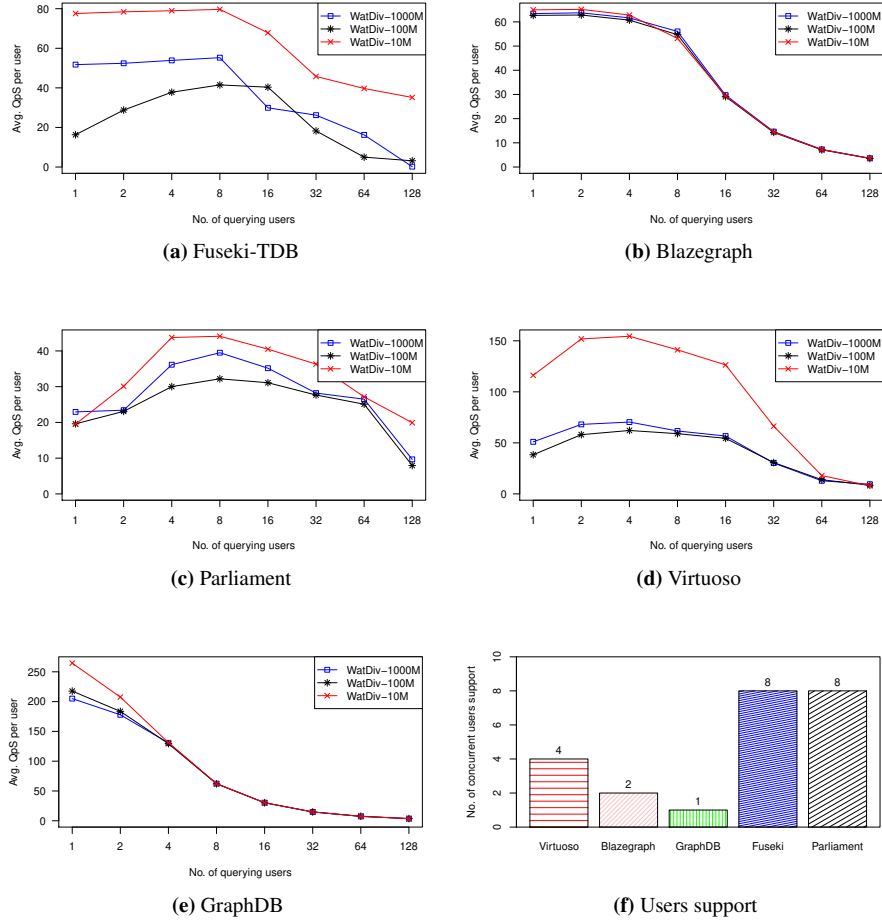 0 20 40 60 80
Avg. QpS per user
WatDiv−1000M
WatDiv−100M
WatDiv−10M
1 2 4 8 16 32 64 128
No. of querying users
(a) Fuseki-TDB
0 10 20 30 40 50 60
Avg. QpS per user
WatDiv−1000M
WatDiv−100M
WatDiv−10M
1 2 4 8 16 32 64 128
No. of querying users
(b) Blazegraph
0 10 20 30 40
Avg. QpS per user
WatDiv−1000M
WatDiv−100M
WatDiv−10M
1 2 4 8 16 32 64 128
No. of querying users
(c) Parliament
0 50 100 150
Avg. QpS per user
WatDiv−1000M
WatDiv−100M
WatDiv−10M
1 2 4 8 16 32 64 128
No. of querying users
(d) Virtuoso
0 50 100 150 200 250
Avg. QpS per user
WatDiv−1000M
WatDiv−100M
WatDiv−10M
1 2 4 8 16 32 64 128
No. of querying users
(e) GraphDB
0 2 4 6 8 10
No. of concurrent users support
4 2 1 8 8
Virtuoso Blazegraph GraphDB Fuseki Parliament
(f) Users support